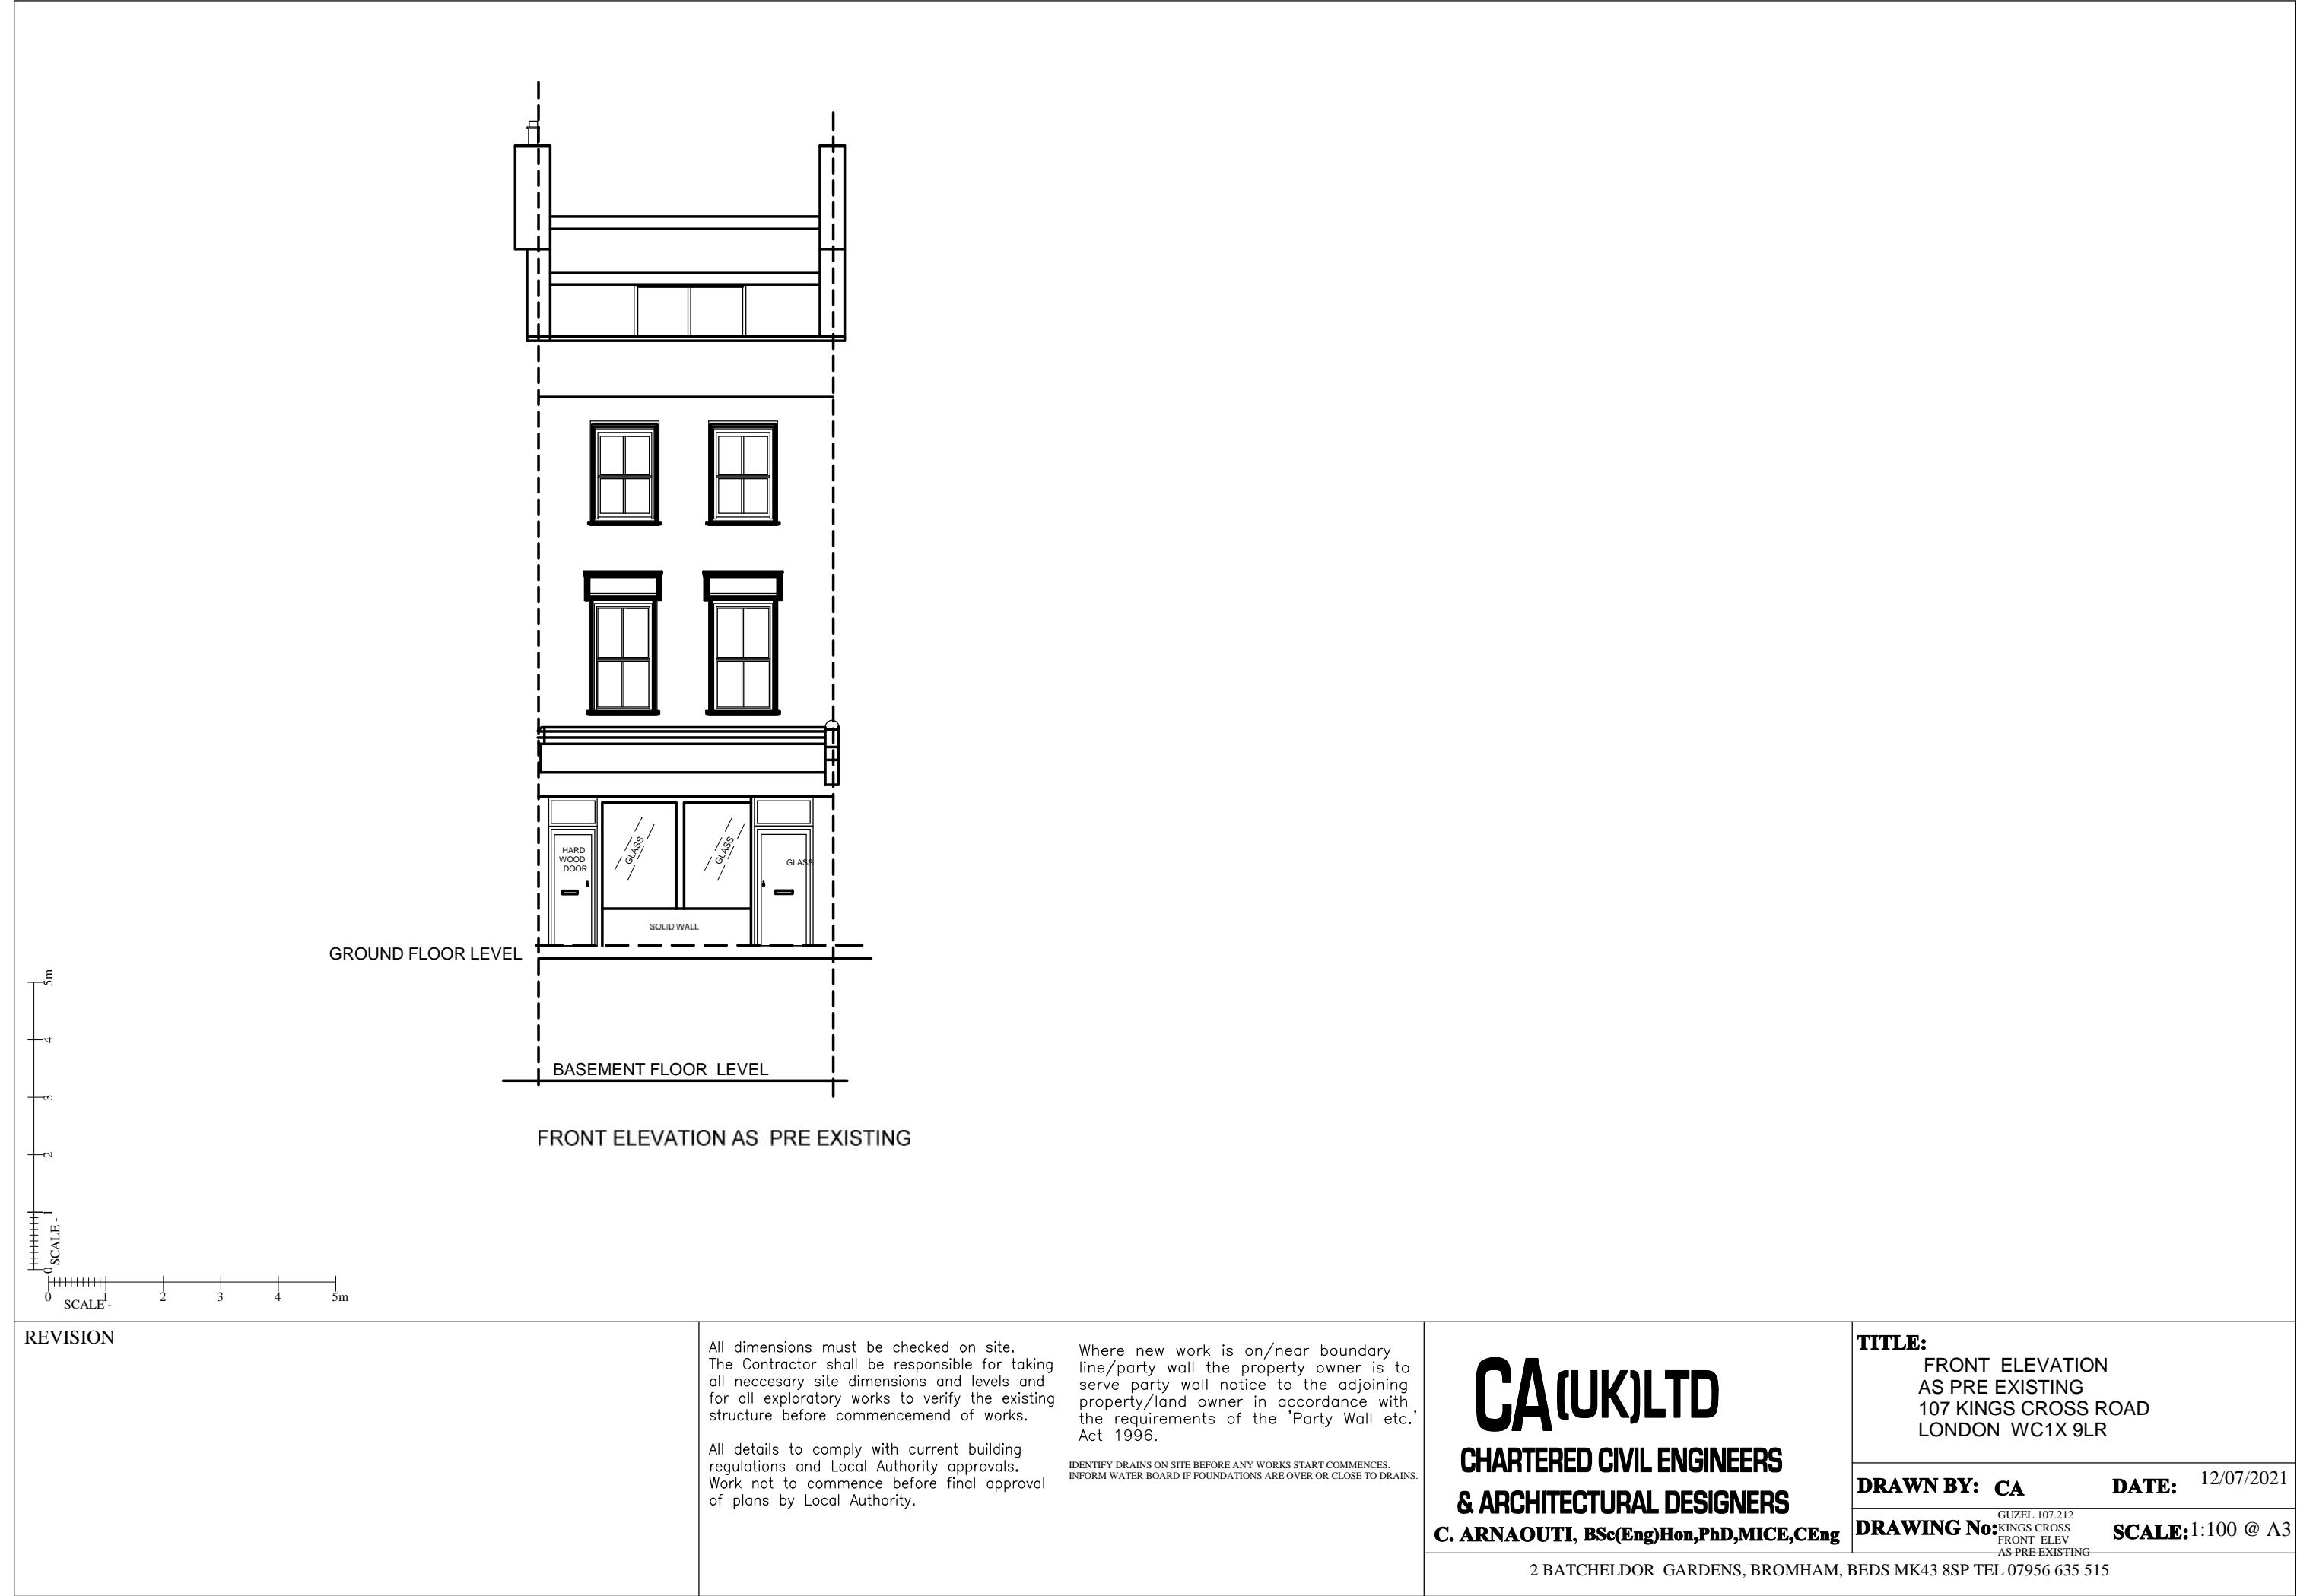 HARD
WOOD
DOOR
GLASS
GLASS
GLASS
SOLID WALL
GROUND FLOOR LEVEL
BASEMENT FLOOR LEVEL
FRONT ELEVATION AS PRE EXISTING
5m
4
3
2
1
0
SCALE -
0 1 2 3 4 5m
SCALE -
REVISION
All dimensions must be checked on site.
The Contractor shall be responsible for taking
all neccesary site dimensions and levels and
for all exploratory works to verify the existing
structure before commencemend of works.
All details to comply with current building
regulations and Local Authority approvals.
Work not to commence before final approval
of plans by Local Authority.
Where new work is on/near boundary
line/party wall the property owner is to
serve party wall notice to the adjoining
property/land owner in accordance with
the requirements of the 'Party Wall etc.'
Act 1996.
IDENTIFY DRAINS ON SITE BEFORE ANY WORKS START COMMENCES.
INFORM WATER BOARD IF FOUNDATIONS ARE OVER OR CLOSE TO DRAINS.
CA(UK)LTD
CHARTERED CIVIL ENGINEERS
& ARCHITECTURAL DESIGNERS
C. ARNAOUTI, BSc(Eng)Hon,PhD,MICE,CEng
TITLE:
FRONT ELEVATION
AS PRE EXISTING
107 KINGS CROSS ROAD
LONDON WC1X 9LR
DRAWN BY: CA DATE: 12/07/2021
DRAWING No: GUZEL 107.212
KINGS CROSS
FRONT ELEV
AS PRE EXISTING
SCALE: 1:100 @ A3
2 BATCHELDOR GARDENS, BROMHAM, BEDS MK43 8SP TEL 07956 635 515